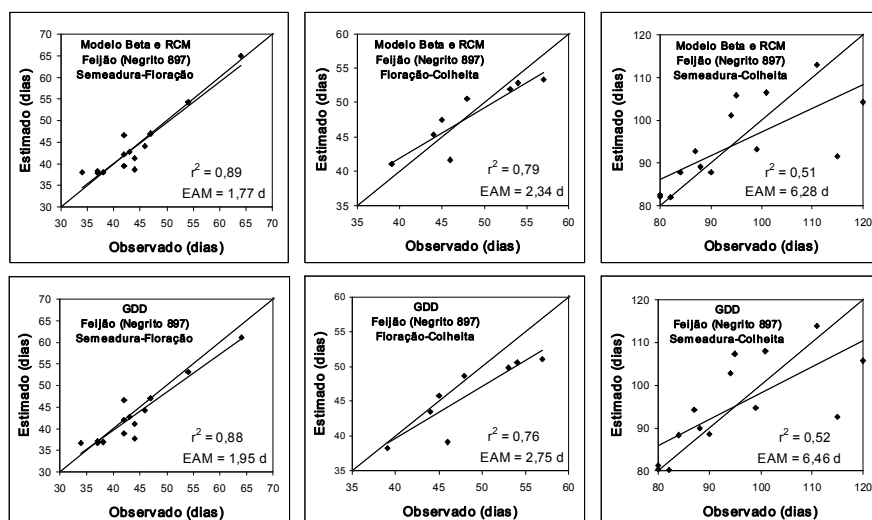 Modelo Beta e RCM
Feijão (Negrito 897)
Semeadura-Floração
Estimado (dias)
70
65
60
55
50
45
40
35
30
r² = 0,89
EAM = 1,77 d
30 35 40 45 50 55 60 65 70
Observado (dias)
Modelo Beta e RCM
Feijão (Negrito 897)
Floração-Colheita
Estimado (dias)
60
55
50
45
40
35
r² = 0,79
EAM = 2,34 d
35 40 45 50 55 60
Observado (dias)
Modelo Beta e RCM
Feijão (Negrito 897)
Semeadura-Colheita
Estimado (dias)
120
110
100
90
80
r² = 0,51
EAM = 6,28 d
80 90 100 110 120
Observado (dias)
GDD
Feijão (Negrito 897)
Semeadura-Floração
Estimado (dias)
70
65
60
55
50
45
40
35
30
r² = 0,88
EAM = 1,95 d
30 35 40 45 50 55 60 65 70
Observado (dias)
GDD
Feijão (Negrito 897)
Floração-Colheita
Estimado (dias)
60
55
50
45
40
35
r² = 0,76
EAM = 2,75 d
35 40 45 50 55 60
Observado (dias)
GDD
Feijão (Negrito 897)
Semeadura-Colheita
Estimado (dias)
120
110
100
90
80
r² = 0,52
EAM = 6,46 d
80 90 100 110 120
Observado (dias)